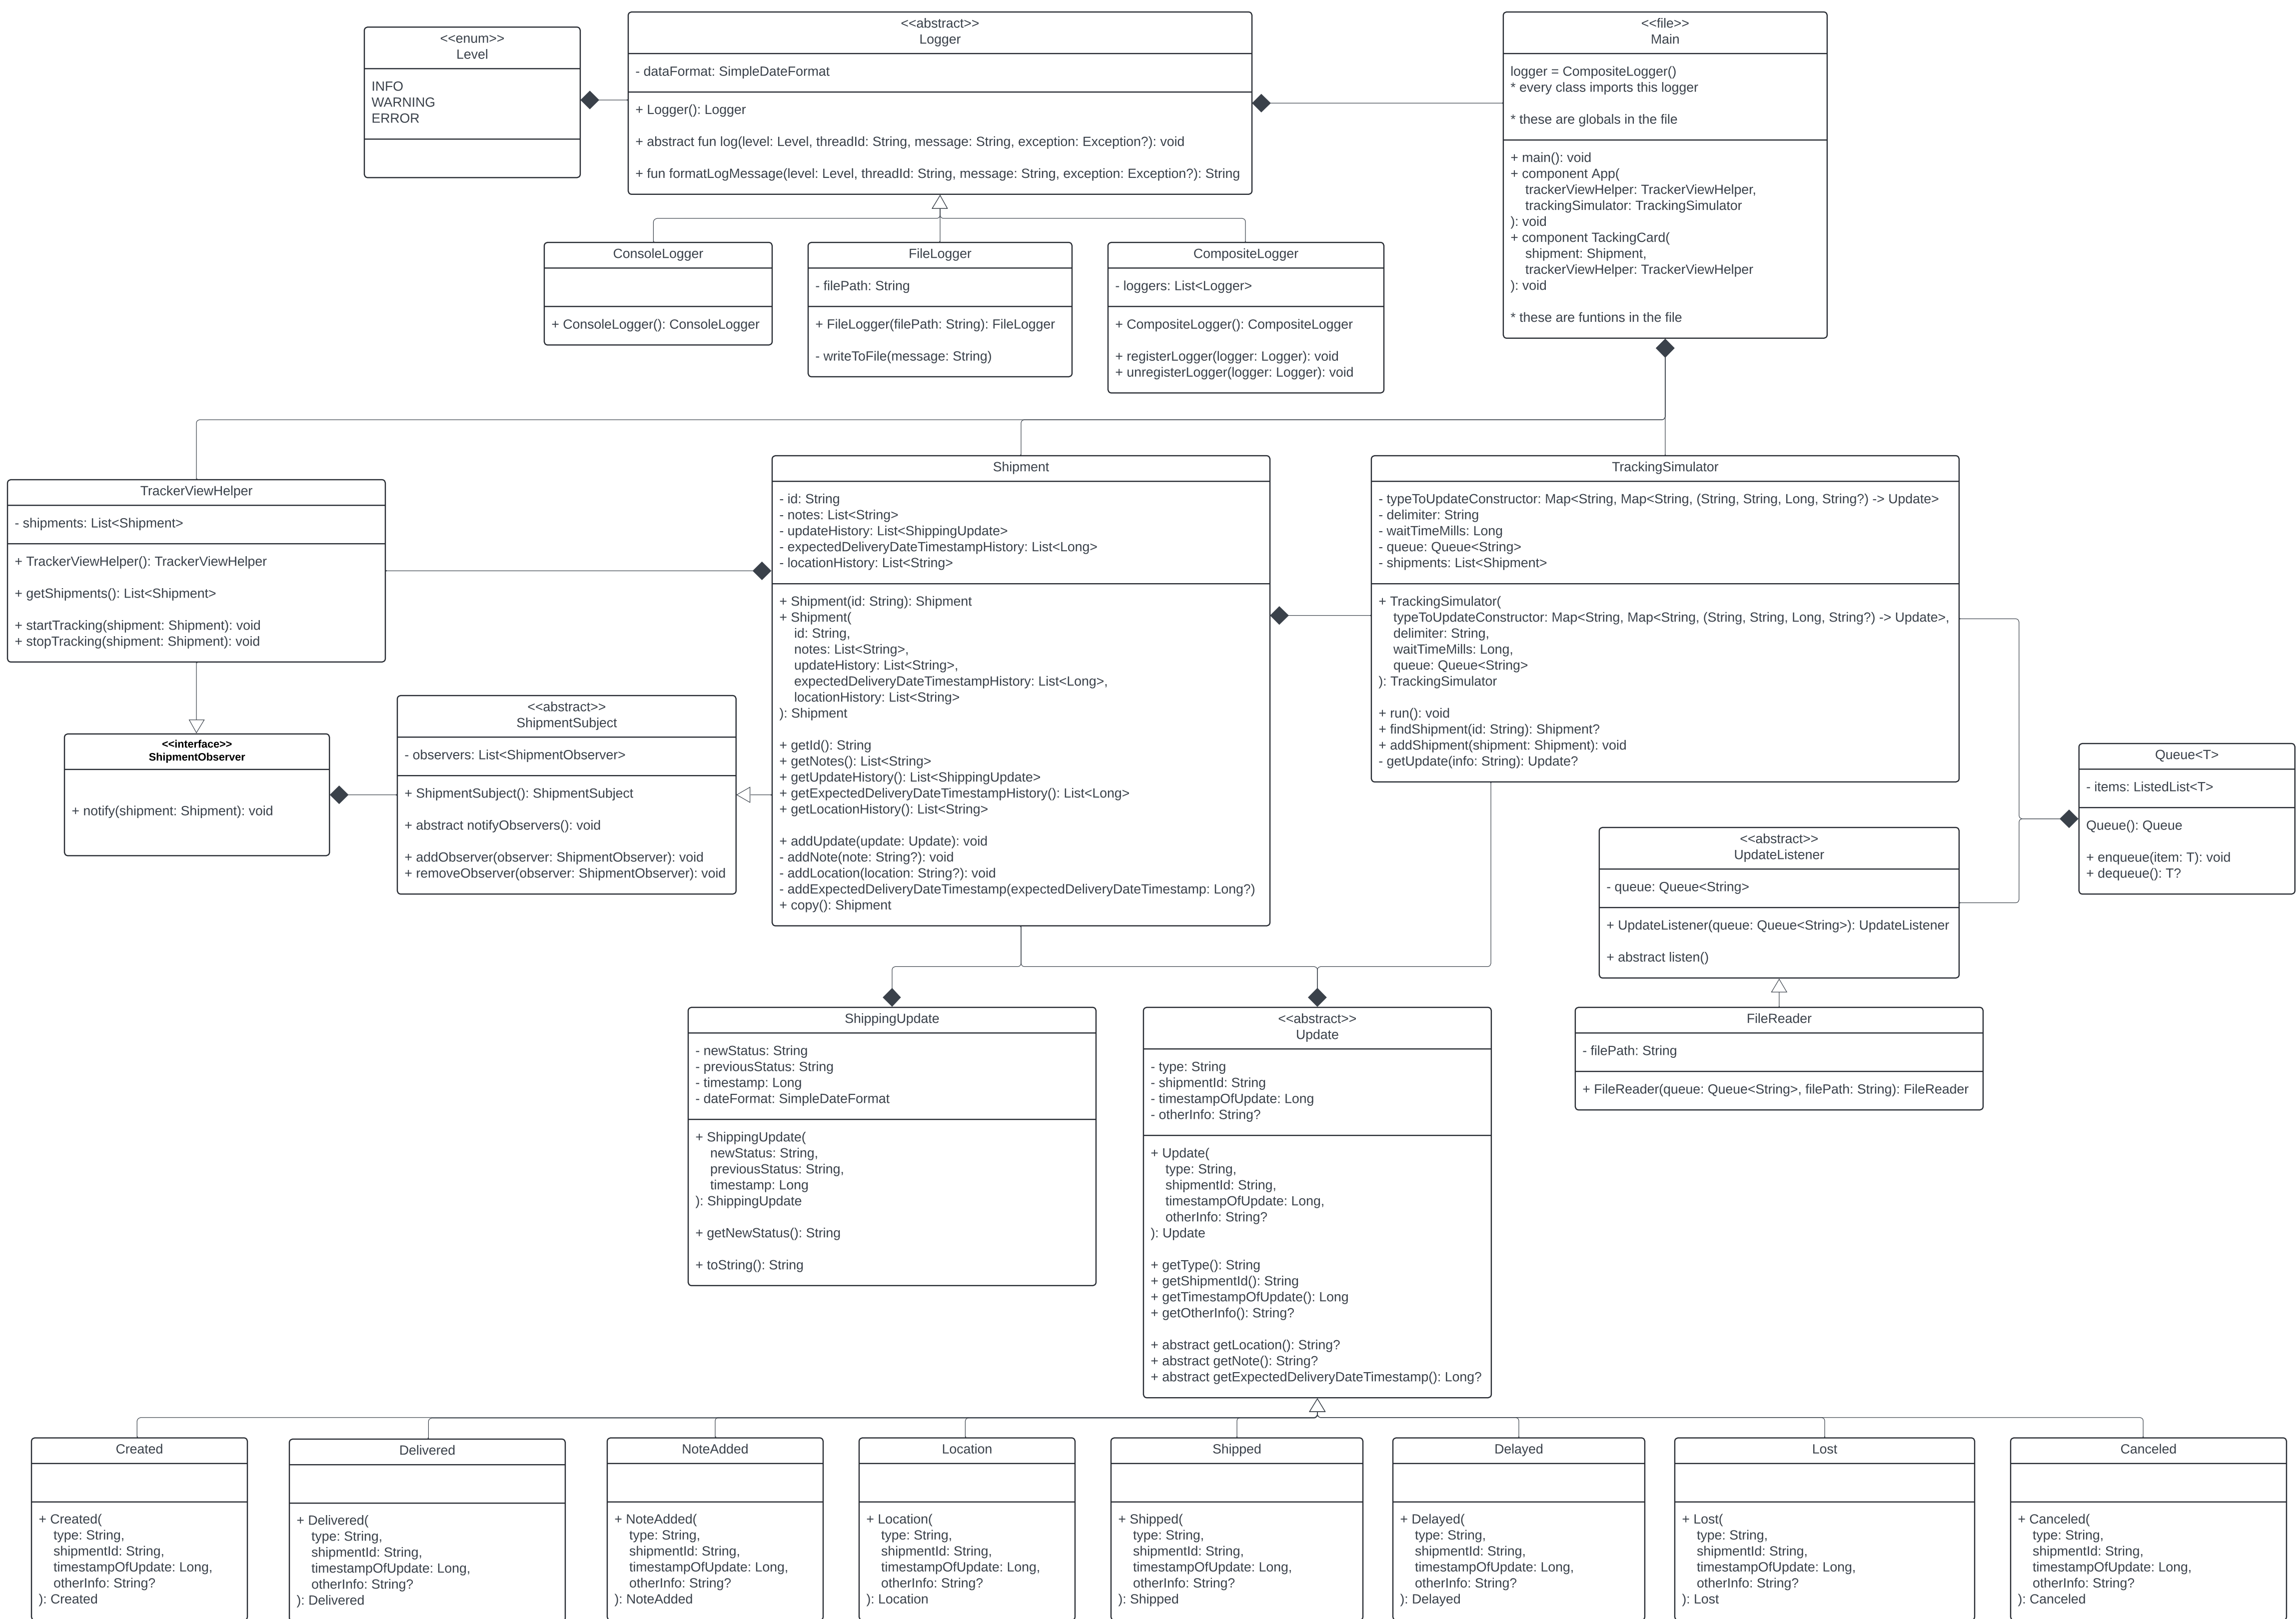 <<enum>>
Level
INFO
WARNING
ERROR
<<abstract>>
Logger
- dataFormat: SimpleDateFormat
+ Logger(): Logger
+ abstract fun log(level: Level, threadId: String, message: String, exception: Exception?): void
+ fun formatLogMessage(level: Level, threadId: String, message: String, exception: Exception?): String
<<file>>
Main
logger = CompositeLogger()
* every class imports this logger
* these are globals in the file
+ main(): void
+ component App(
trackerViewHelper: TrackerViewHelper,
trackingSimulator: TrackingSimulator
): void
+ component TackingCard(
shipment: Shipment,
trackerViewHelper: TrackerViewHelper
): void
* these are funtions in the file
ConsoleLogger
+ ConsoleLogger(): ConsoleLogger
FileLogger
- filePath: String
+ FileLogger(filePath: String): FileLogger
- writeToFile(message: String)
CompositeLogger
- loggers: List<Logger>
+ CompositeLogger(): CompositeLogger
+ registerLogger(logger: Logger): void
+ unregisterLogger(logger: Logger): void
TrackerViewHelper
- shipments: List<Shipment>
+ TrackerViewHelper(): TrackerViewHelper
+ getShipments(): List<Shipment>
+ startTracking(shipment: Shipment): void
+ stopTracking(shipment: Shipment): void
<<interface>>
ShipmentObserver
+ notify(shipment: Shipment): void
<<abstract>>
ShipmentSubject
- observers: List<ShipmentObserver>
+ ShipmentSubject(): ShipmentSubject
+ abstract notifyObservers(): void
+ addObserver(observer: ShipmentObserver): void
+ removeObserver(observer: ShipmentObserver): void
Shipment
- id: String
- notes: List<String>
- updateHistory: List<ShippingUpdate>
- expectedDeliveryDateTimestampHistory: List<Long>
- locationHistory: List<String>
+ Shipment(id: String): Shipment
+ Shipment(
id: String,
notes: List<String>,
updateHistory: List<String>,
expectedDeliveryDateTimestampHistory: List<Long>,
locationHistory: List<String>
): Shipment
+ getId(): String
+ getNotes(): List<String>
+ getUpdateHistory(): List<ShippingUpdate>
+ getExpectedDeliveryDateTimestampHistory(): List<Long>
+ getLocationHistory(): List<String>
+ addUpdate(update: Update): void
- addNote(note: String?): void
- addLocation(location: String?): void
- addExpectedDeliveryDateTimestamp(expectedDeliveryDateTimestamp: Long?)
+ copy(): Shipment
TrackingSimulator
- typeToUpdateConstructor: Map<String, Map<String, (String, String, Long, String?) -> Update>
- delimiter: String
- waitTimeMills: Long
- queue: Queue<String>
- shipments: List<Shipment>
+ TrackingSimulator(
typeToUpdateConstructor: Map<String, Map<String, (String, String, Long, String?) -> Update>,
delimiter: String,
waitTimeMills: Long,
queue: Queue<String>
): TrackingSimulator
+ run(): void
+ findShipment(id: String): Shipment?
+ addShipment(shipment: Shipment): void
- getUpdate(info: String): Update?
Queue<T>
- items: ListedList<T>
Queue(): Queue
+ enqueue(item: T): void
+ dequeue(): T?
<<abstract>>
UpdateListener
- queue: Queue<String>
+ UpdateListener(queue: Queue<String>): UpdateListener
+ abstract listen()
FileReader
- filePath: String
+ FileReader(queue: Queue<String>, filePath: String): FileReader
ShippingUpdate
- newStatus: String
- previousStatus: String
- timestamp: Long
- dateFormat: SimpleDateFormat
+ ShippingUpdate(
newStatus: String,
previousStatus: String,
timestamp: Long
): ShippingUpdate
+ getNewStatus(): String
+ toString(): String
<<abstract>>
Update
- type: String
- shipmentId: String
- timestampOfUpdate: Long
- otherInfo: String?
+ Update(
type: String,
shipmentId: String,
timestampOfUpdate: Long,
otherInfo: String?
): Update
+ getType(): String
+ getShipmentId(): String
+ getTimestampOfUpdate(): Long
+ getOtherInfo(): String?
+ abstract getLocation(): String?
+ abstract getNote(): String?
+ abstract getExpectedDeliveryDateTimestamp(): Long?
Created
+ Created(
type: String,
shipmentId: String,
timestampOfUpdate: Long,
otherInfo: String?
): Created
Delivered
+ Delivered(
type: String,
shipmentId: String,
timestampOfUpdate: Long,
otherInfo: String?
): Delivered
NoteAdded
+ NoteAdded(
type: String,
shipmentId: String,
timestampOfUpdate: Long,
otherInfo: String?
): NoteAdded
Location
+ Location(
type: String,
shipmentId: String,
timestampOfUpdate: Long,
otherInfo: String?
): Location
Shipped
+ Shipped(
type: String,
shipmentId: String,
timestampOfUpdate: Long,
otherInfo: String?
): Shipped
Delayed
+ Delayed(
type: String,
shipmentId: String,
timestampOfUpdate: Long,
otherInfo: String?
): Delayed
Lost
+ Lost(
type: String,
shipmentId: String,
timestampOfUpdate: Long,
otherInfo: String?
): Lost
Canceled
+ Canceled(
type: String,
shipmentId: String,
timestampOfUpdate: Long,
otherInfo: String?
): Canceled